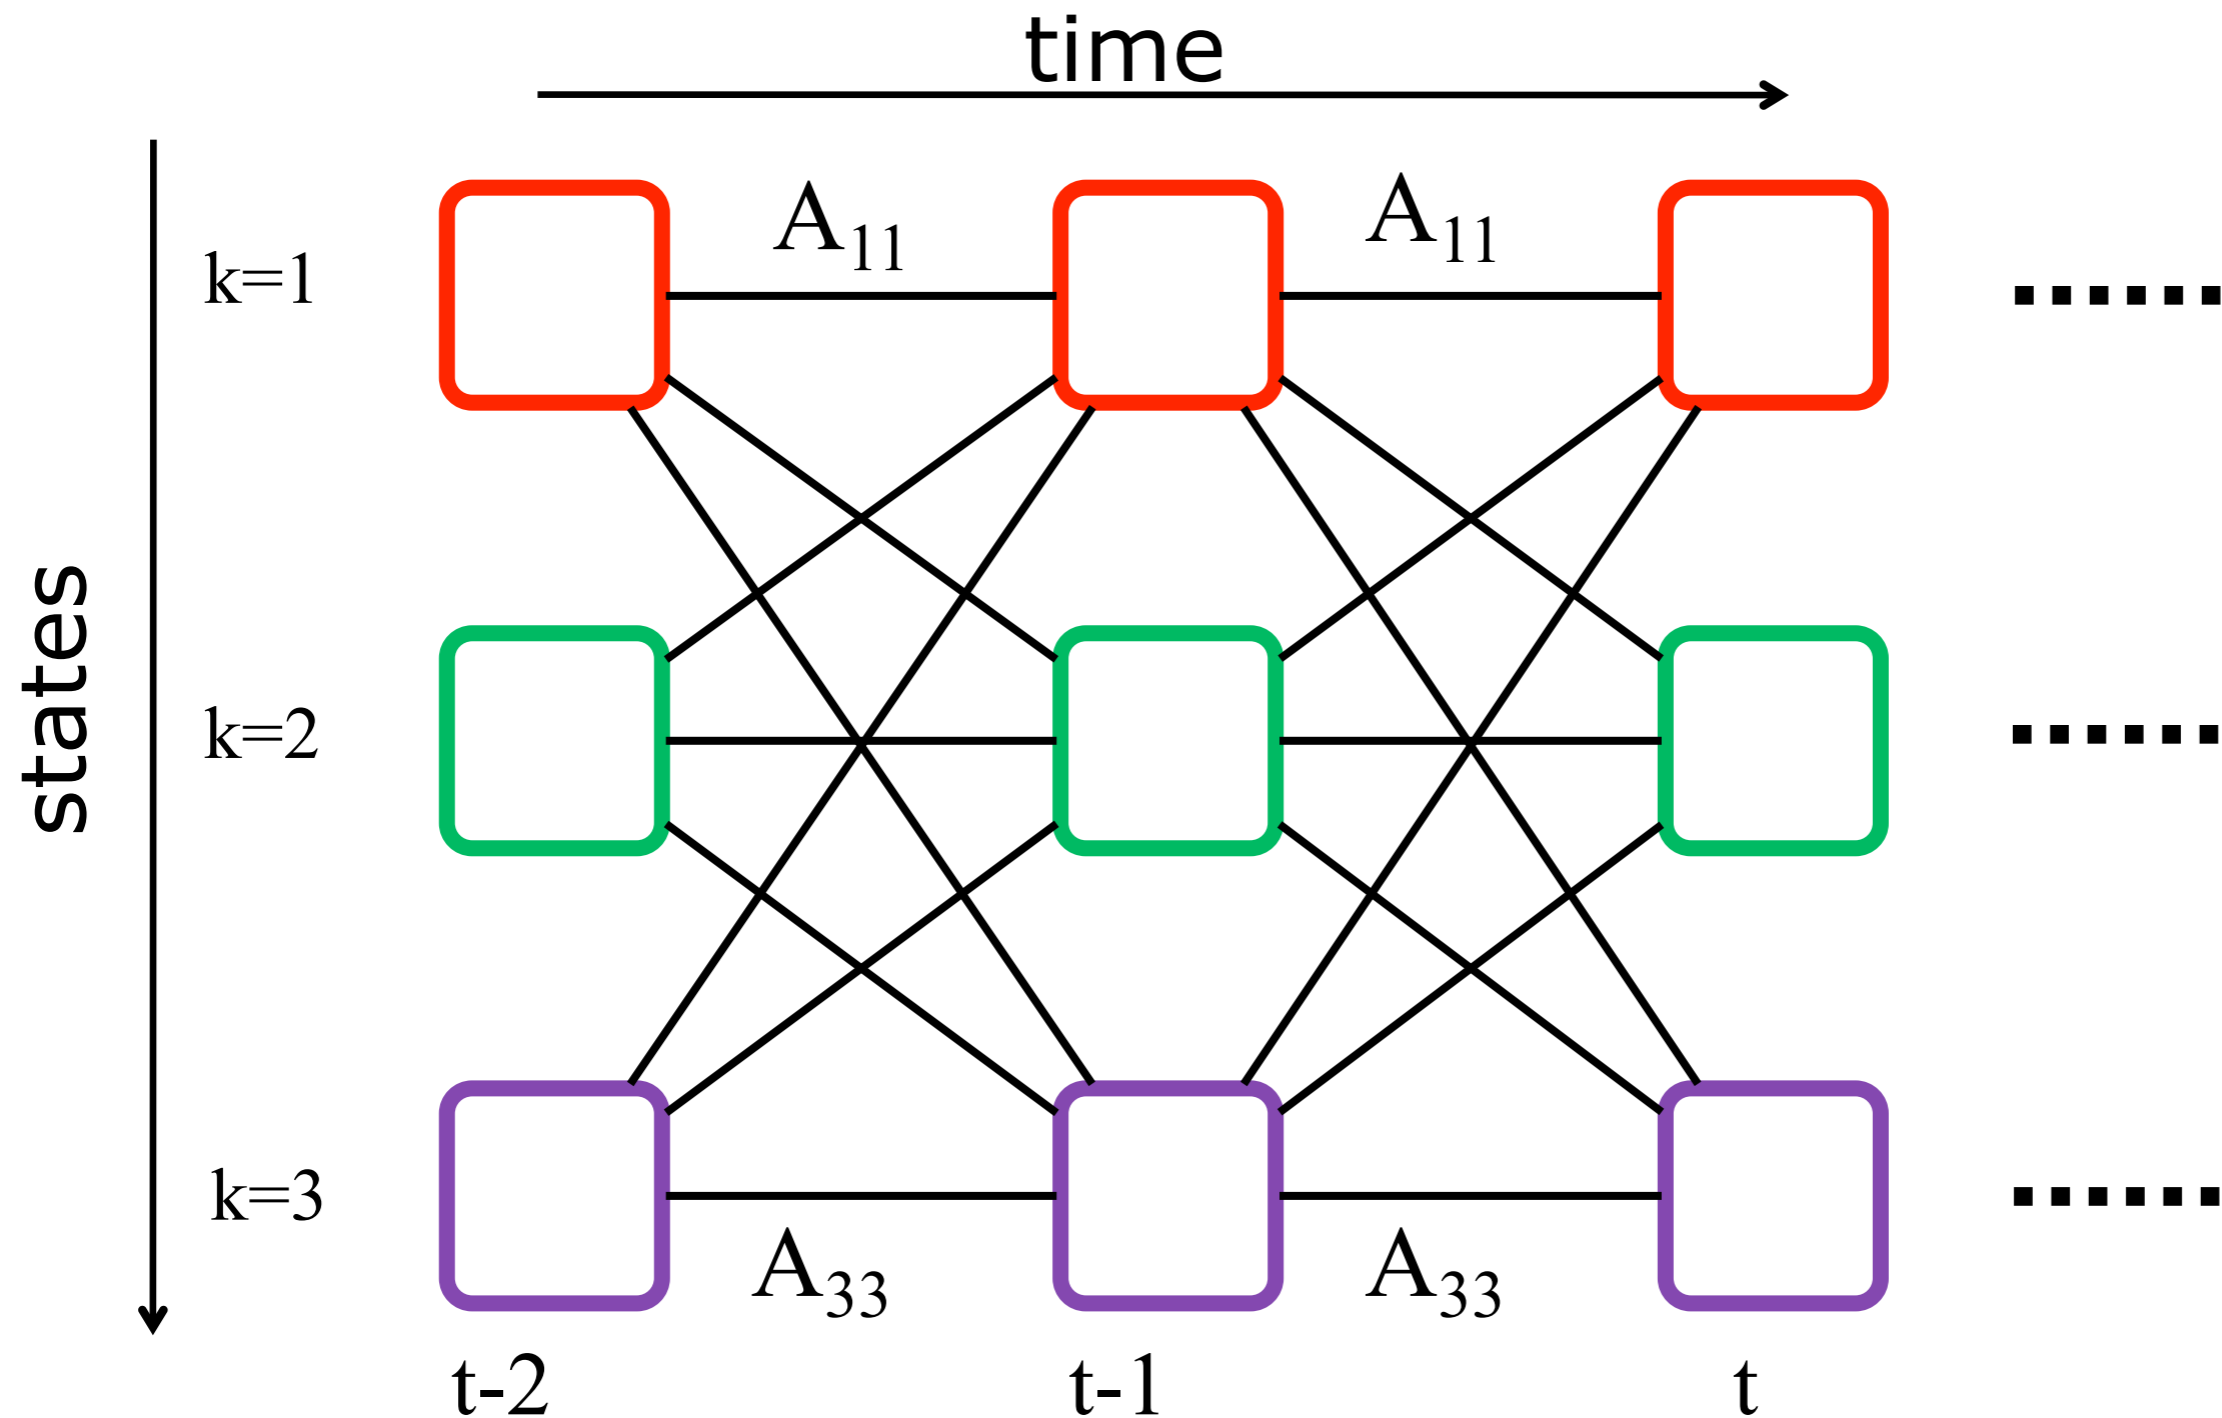 time
A₁₁ A₁₁
k=1
states
k=2
k=3
A₃₃ A₃₃
t-2 t-1 t